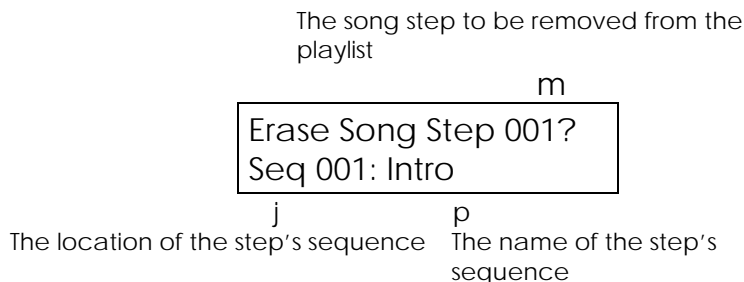 The song step to be removed from the
playlist
m
Erase Song Step 001?
Seq 001: Intro
j p
The location of the step's sequence The name of the step's
sequence